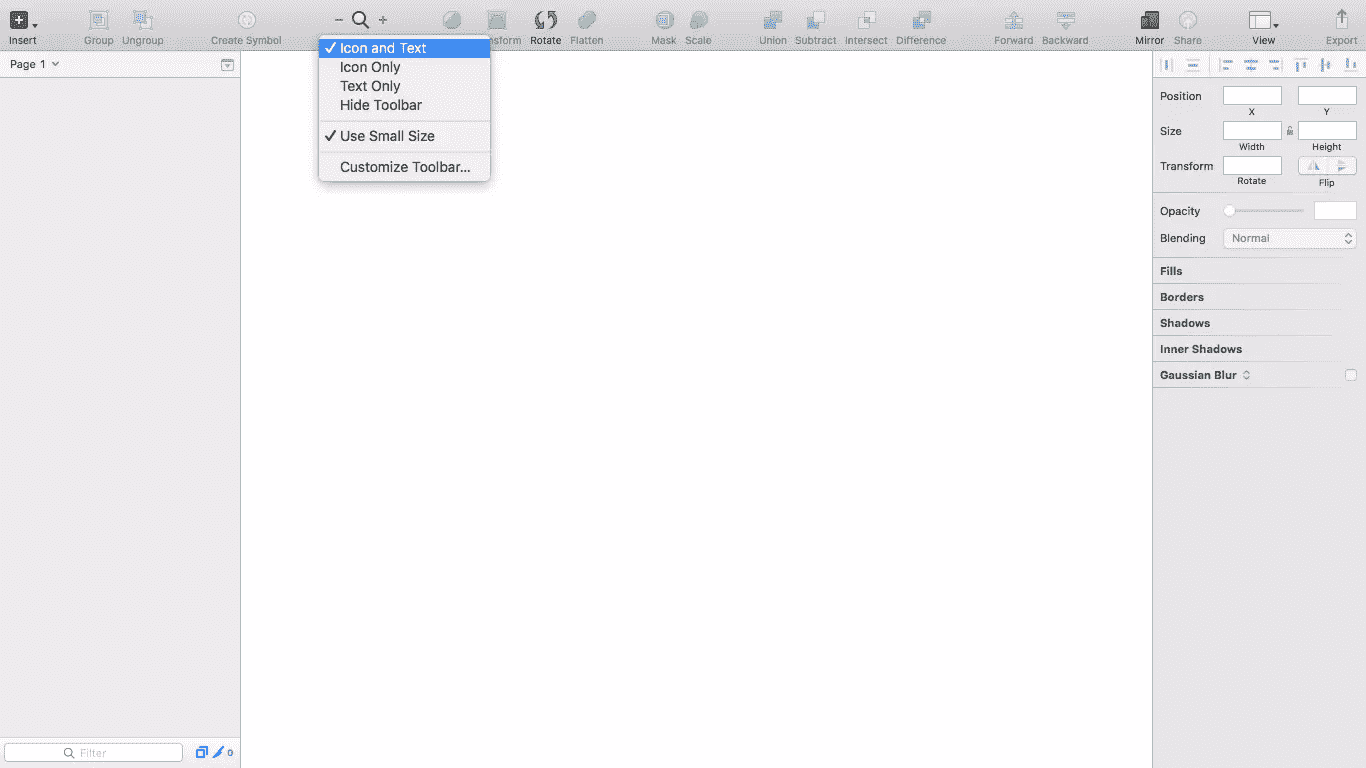 Insert Group Ungroup Create Symbol sform Rotate Flatten Mask Scale Union Subtract Intersect Difference Forward Backward Mirror Share View Export
Icon and Text
Icon Only
Text Only
Hide Toolbar
Use Small Size
Customize Toolbar...
Page 1
Filter
0
Position
X Y
Size
Width Height
Transform
Rotate Flip
Opacity
Blending Normal
Fills
Borders
Shadows
Inner Shadows
Gaussian Blur